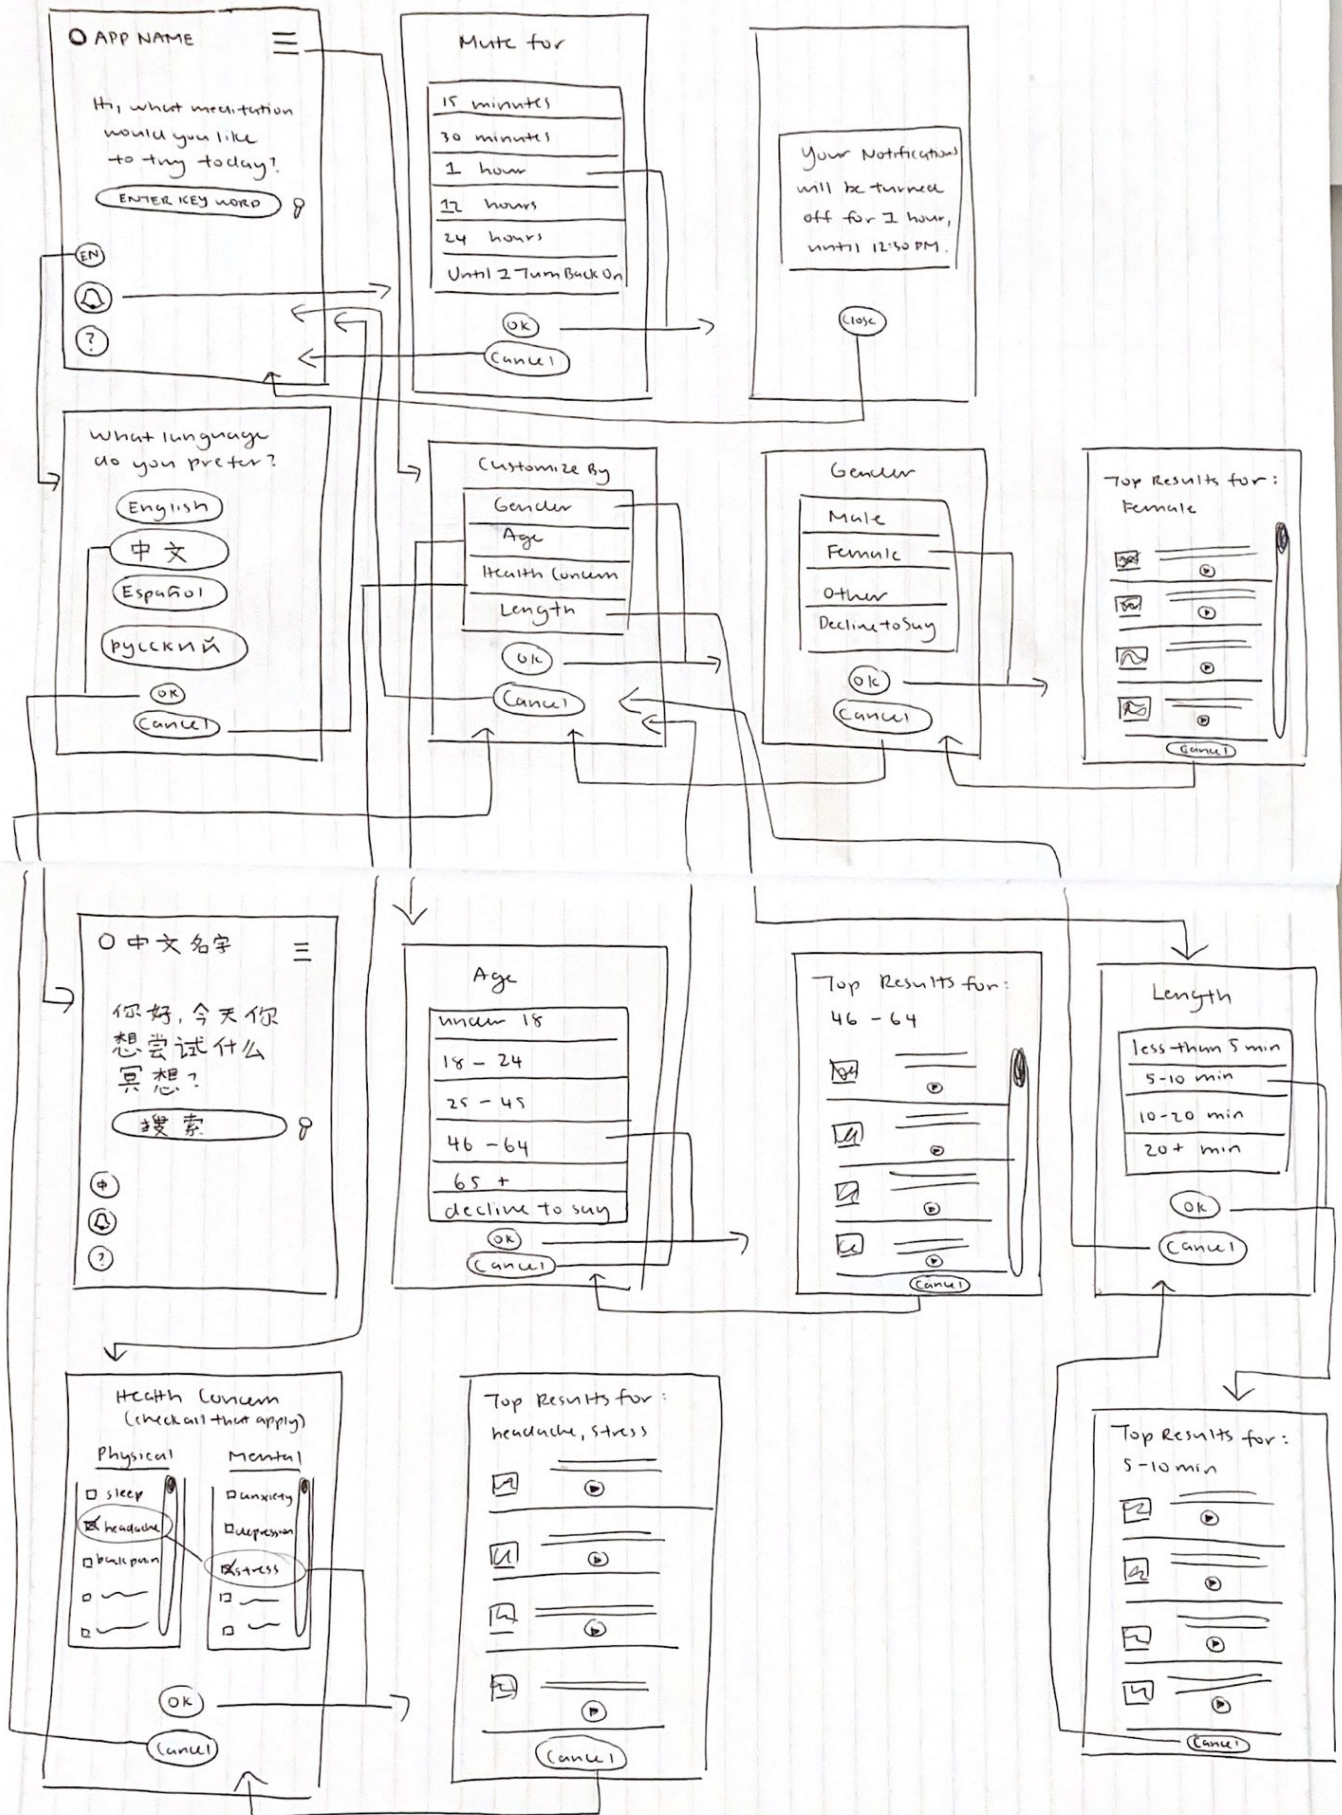 APP NAME
Hi, what meditation
would you like
to try today?
ENTER KEY WORD
EN
?
Mute for
15 minutes
30 minutes
1 hour
12 hours
24 hours
Until I Turn Back On
OK
Cancel
Your Notifications
will be turned
off for 1 hour,
until 12:30 PM.
Close
What language
do you prefer?
English
中文
Español
русский
OK
Cancel
Customize By
Gender
Age
Health Concern
Length
OK
Cancel
Gender
Male
Female
Other
Decline to Say
OK
Cancel
Top Results for:
Female
Cancel
中文名字
你好,今天你
想尝试什么
冥想?
搜索
中
?
Age
under 18
18 - 24
25 - 45
46 - 64
65 +
decline to say
OK
Cancel
Top Results for:
46 - 64
Cancel
Length
less than 5 min
5-10 min
10-20 min
20+ min
OK
Cancel
Health Concern
(check all that apply)
Physical
sleep
headache
back pain
Mental
anxiety
depression
stress
OK
Cancel
Top Results for:
headache, stress
Cancel
Top Results for:
5-10 min
Cancel